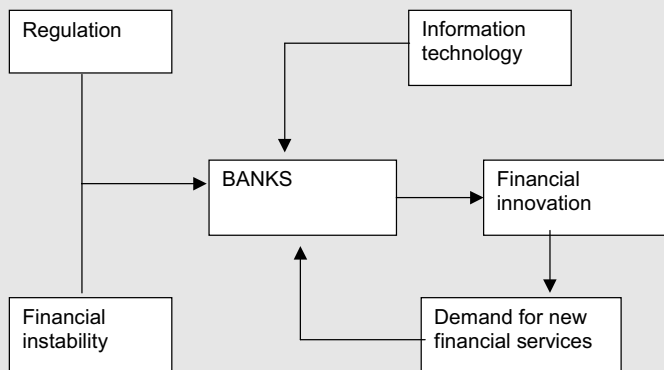 Regulation
Information
technology
BANKS
Financial
innovation
Financial
instability
Demand for new
financial services